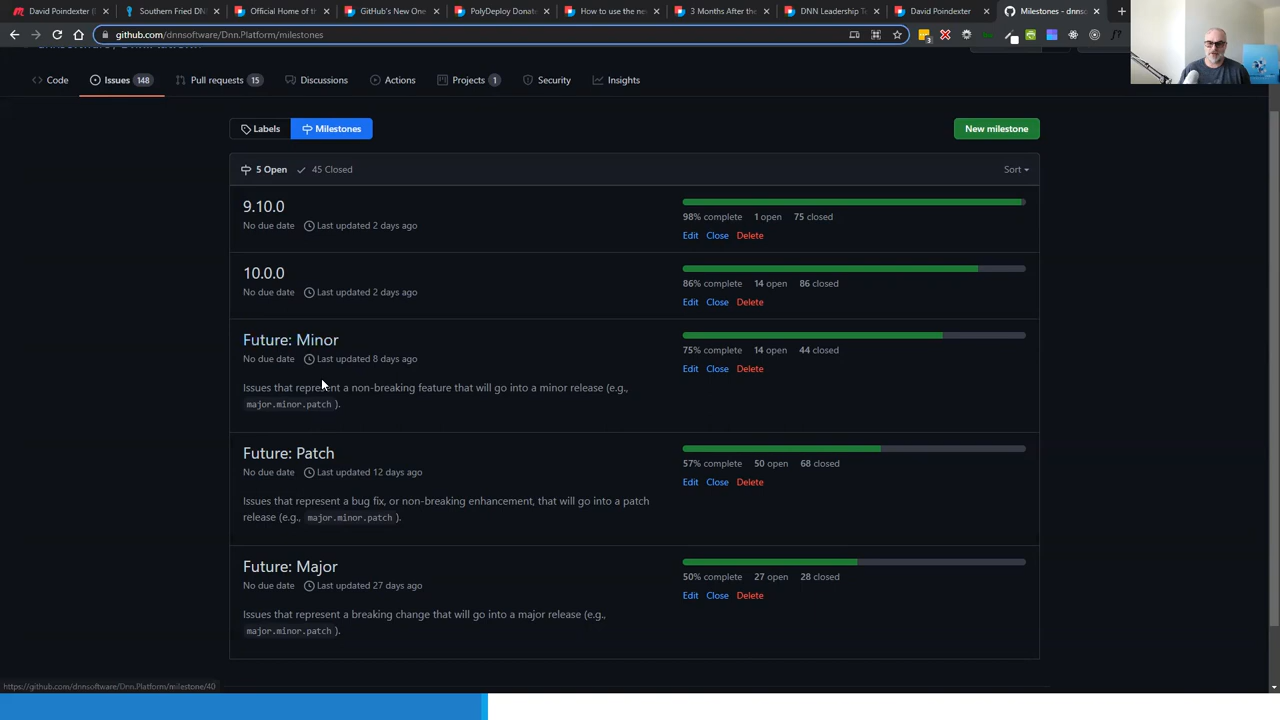 David Poindexter (
Southern Fried DN
Official Home of th
GitHub's New One
PolyDeploy Donate
How to use the ne
3 Months After the
DNN Leadership T
David Poindexter
Milestones - dnnso
github.com/dnnsoftware/Dnn.Platform/milestones
Code
Issues 148
Pull requests 15
Discussions
Actions
Projects 1
Security
Insights
Labels
Milestones
New milestone
5 Open
45 Closed
Sort
9.10.0
No due date Last updated 2 days ago
98% complete 1 open 75 closed
Edit Close Delete
10.0.0
No due date Last updated 2 days ago
86% complete 14 open 86 closed
Edit Close Delete
Future: Minor
No due date Last updated 8 days ago
75% complete 14 open 44 closed
Edit Close Delete
Issues that represent a non-breaking feature that will go into a minor release (e.g.,
major.minor.patch ).
Future: Patch
No due date Last updated 12 days ago
57% complete 50 open 68 closed
Edit Close Delete
Issues that represent a bug fix, or non-breaking enhancement, that will go into a patch
release (e.g., major.minor.patch ).
Future: Major
No due date Last updated 27 days ago
50% complete 27 open 28 closed
Edit Close Delete
Issues that represent a breaking change that will go into a major release (e.g.,
major.minor.patch ).
https://github.com/dnnsoftware/Dnn.Platform/milestone/40